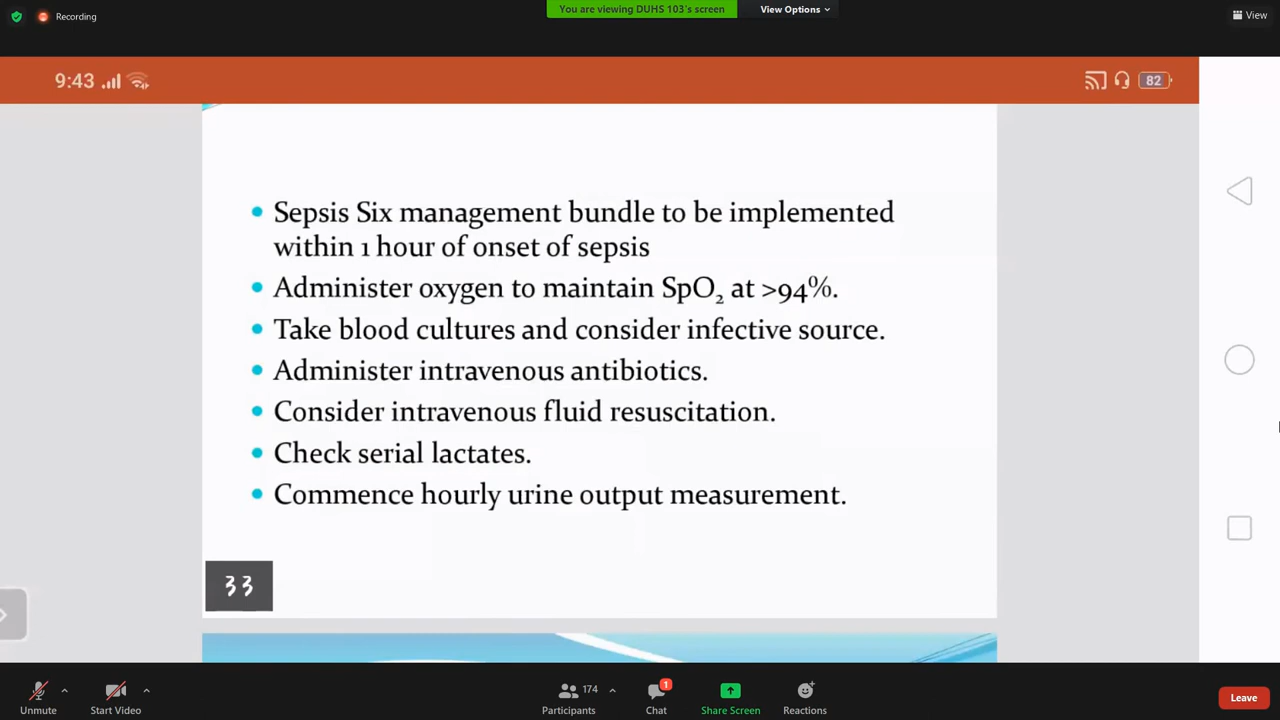 Recording
You are viewing DUHS 103's screen
View Options
View
9:43
82
• Sepsis Six management bundle to be implemented
within 1 hour of onset of sepsis
• Administer oxygen to maintain SpO₂ at >94%.
• Take blood cultures and consider infective source.
• Administer intravenous antibiotics.
• Consider intravenous fluid resuscitation.
• Check serial lactates.
• Commence hourly urine output measurement.
33
Unmute
Start Video
174
Participants
1
Chat
Share Screen
Reactions
Leave